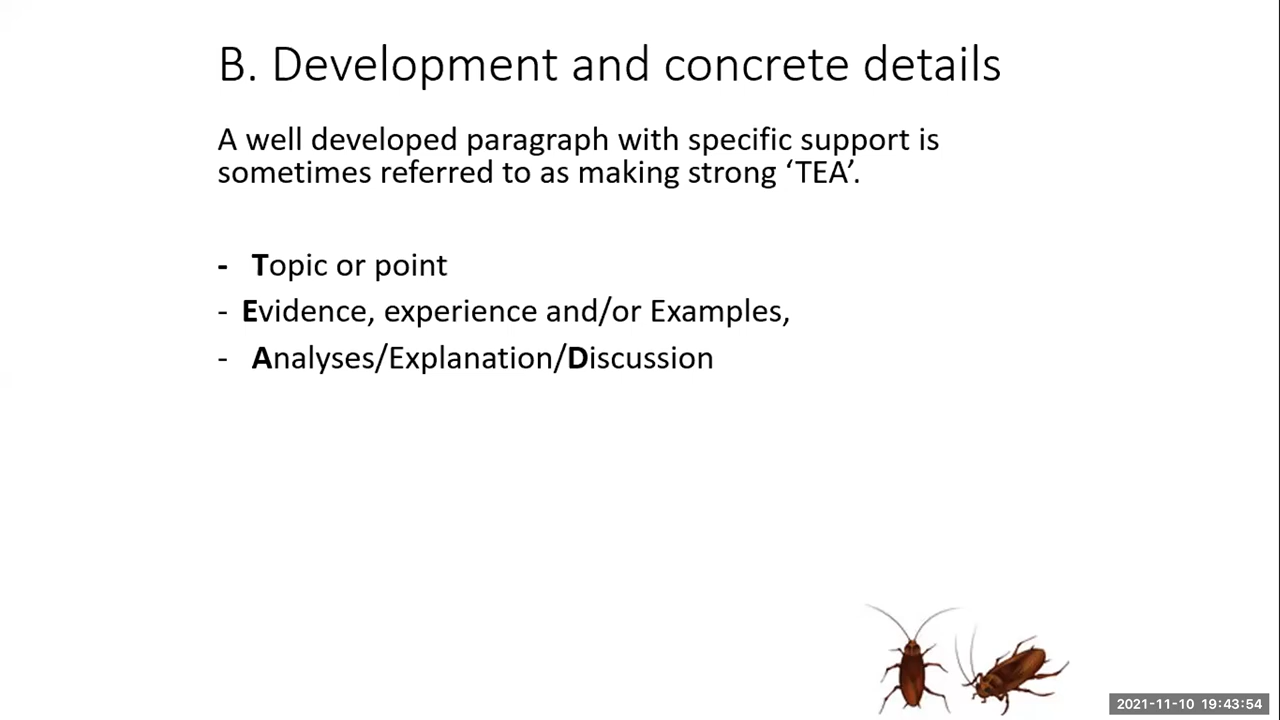 B. Development and concrete details
A well developed paragraph with specific support is
sometimes referred to as making strong ‘TEA’.
- Topic or point
- Evidence, experience and/or Examples,
- Analyses/Explanation/Discussion
2021-11-10 19:43:54